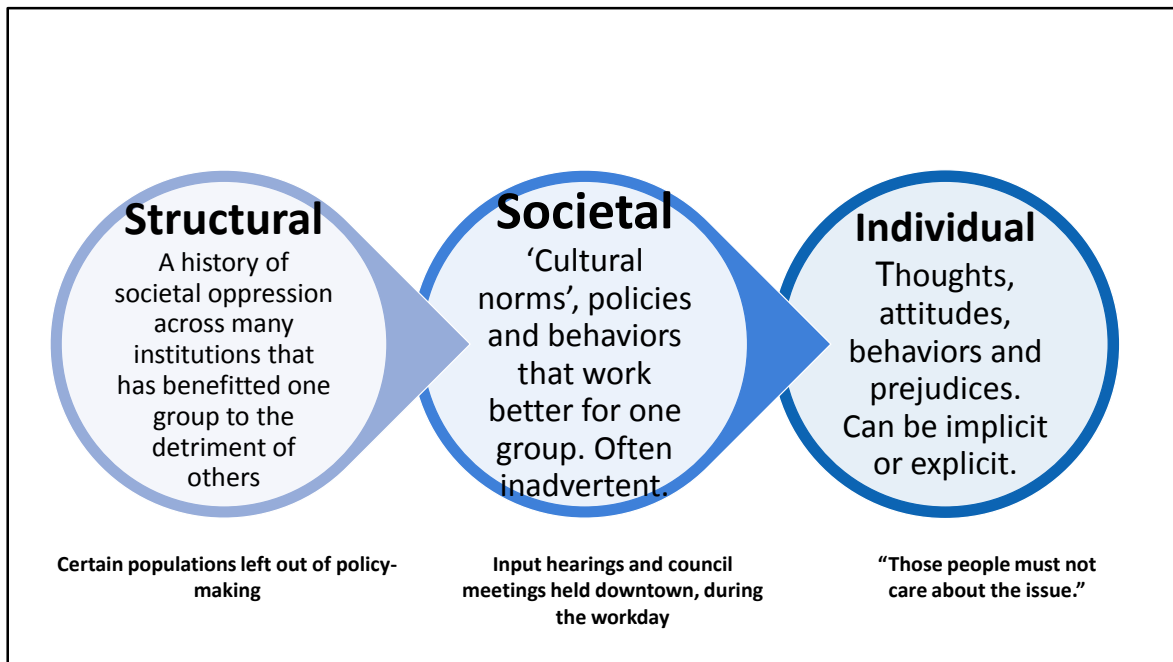 Structural
A history of
societal oppression
across many
institutions that
has benefitted one
group to the
detriment of
others
Certain populations left out of policy-
making
Societal
‘Cultural
norms’, policies
and behaviors
that work
better for one
group. Often
inadvertent.
Input hearings and council
meetings held downtown, during
the workday
Individual
Thoughts,
attitudes,
behaviors and
prejudices.
Can be implicit
or explicit.
“Those people must not
care about the issue.”